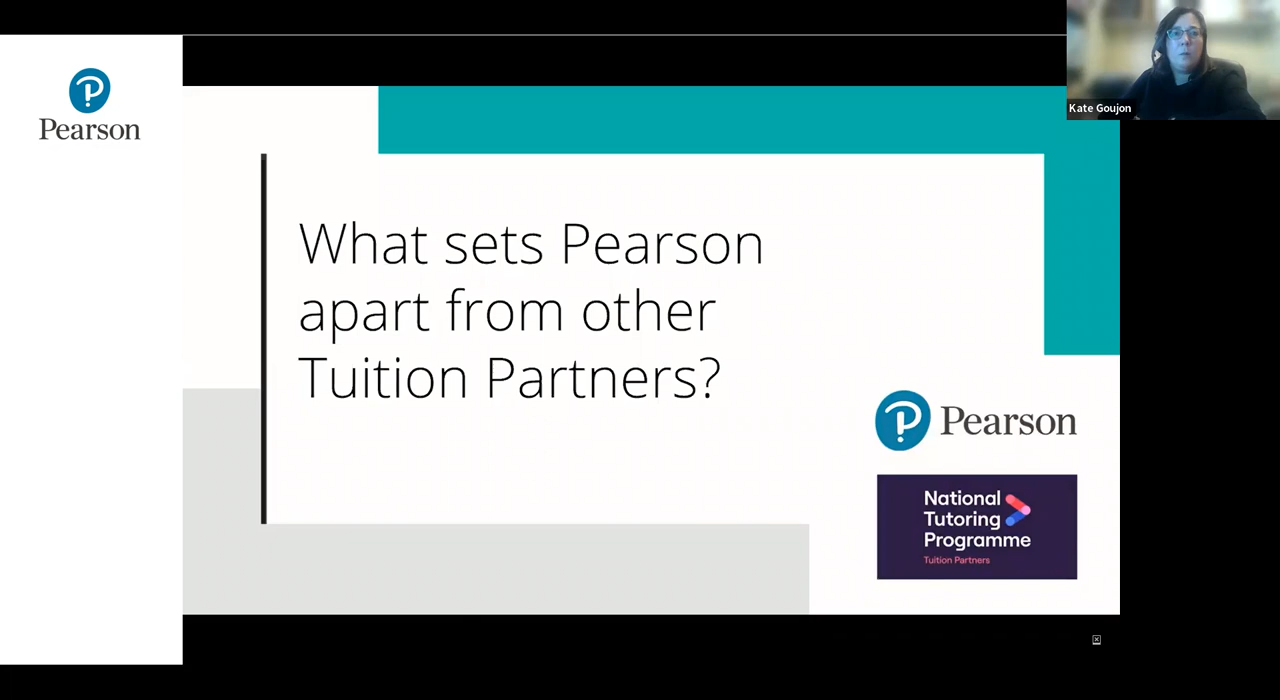 Pearson
Kate Goujon
What sets Pearson
apart from other
Tuition Partners?
Pearson
National
Tutoring
Programme
Tuition Partners